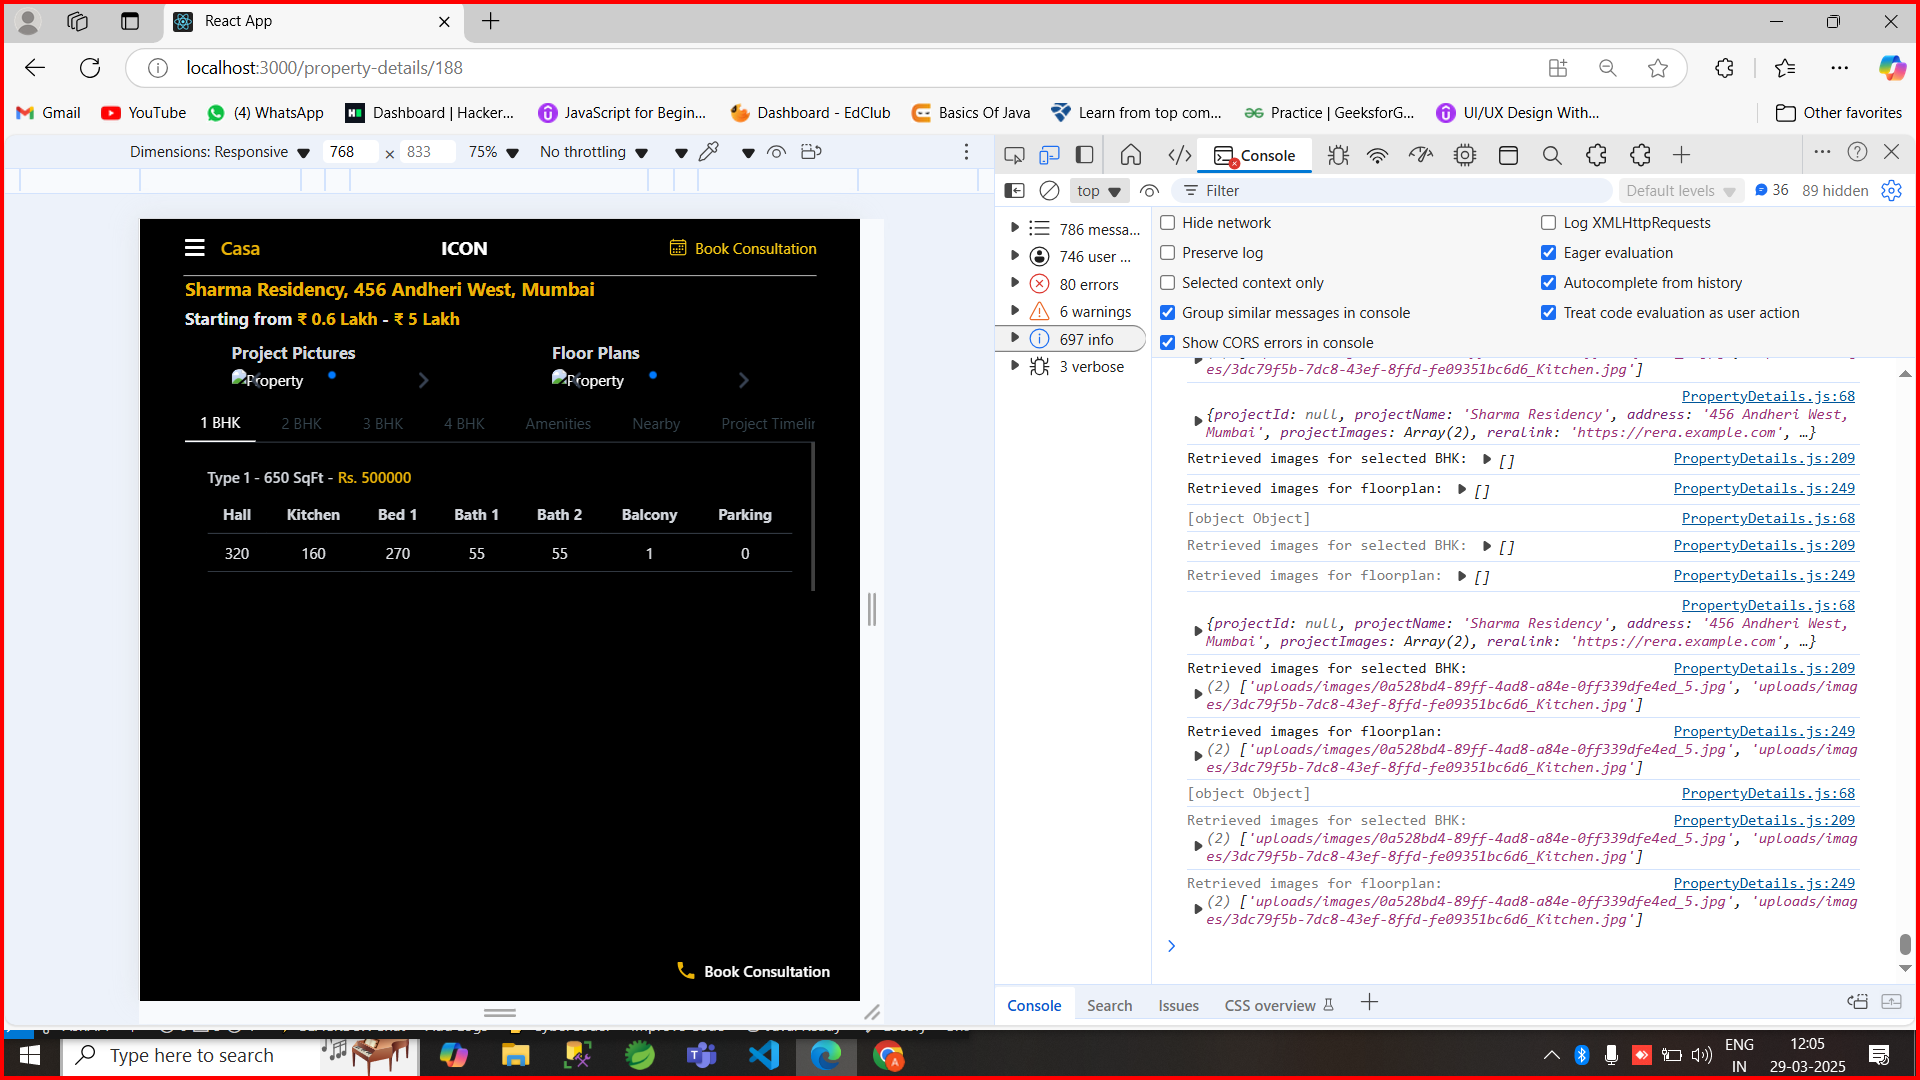 React App
localhost:3000/property-details/188
Gmail
YouTube
(4) WhatsApp
Dashboard | Hacker...
JavaScript for Begin...
Dashboard - EdClub
Basics Of Java
Learn from top com...
Practice | GeeksforG...
UI/UX Design With...
Other favorites
Dimensions: Responsive
768 × 833
75%
No throttling
Console
top
Filter
Default levels
36
89 hidden
786 messa...
746 user ...
80 errors
6 warnings
697 info
3 verbose
Hide network
Log XMLHttpRequests
Preserve log
Eager evaluation
Selected context only
Autocomplete from history
Group similar messages in console
Treat code evaluation as user action
Show CORS errors in console
Casa
ICON
Book Consultation
Sharma Residency, 456 Andheri West, Mumbai
Starting from ₹ 0.6 Lakh - ₹ 5 Lakh
Project Pictures
Floor Plans
Property
Property
1 BHK
2 BHK
3 BHK
4 BHK
Amenities
Nearby
Project Timelin
Type 1 - 650 SqFt - Rs. 500000
Hall Kitchen Bed 1 Bath 1 Bath 2 Balcony Parking
320 160 270 55 55 1 0
Book Consultation
es/3dc79f5b-7dc8-43ef-8ffd-fe09351bc6d6_Kitchen.jpg']
PropertyDetails.js:68
{projectId: null, projectName: 'Sharma Residency', address: '456 Andheri West,
Mumbai', projectImages: Array(2), reralink: 'https://rera.example.com', …}
Retrieved images for selected BHK: [] PropertyDetails.js:209
Retrieved images for floorplan: [] PropertyDetails.js:249
[object Object] PropertyDetails.js:68
Retrieved images for selected BHK: [] PropertyDetails.js:209
Retrieved images for floorplan: [] PropertyDetails.js:249
PropertyDetails.js:68
{projectId: null, projectName: 'Sharma Residency', address: '456 Andheri West,
Mumbai', projectImages: Array(2), reralink: 'https://rera.example.com', …}
Retrieved images for selected BHK: PropertyDetails.js:209
(2) ['uploads/images/0a528bd4-89ff-4ad8-a84e-0ff339dfe4ed_5.jpg', 'uploads/imag
es/3dc79f5b-7dc8-43ef-8ffd-fe09351bc6d6_Kitchen.jpg']
Retrieved images for floorplan: PropertyDetails.js:249
(2) ['uploads/images/0a528bd4-89ff-4ad8-a84e-0ff339dfe4ed_5.jpg', 'uploads/imag
es/3dc79f5b-7dc8-43ef-8ffd-fe09351bc6d6_Kitchen.jpg']
[object Object] PropertyDetails.js:68
Retrieved images for selected BHK: PropertyDetails.js:209
(2) ['uploads/images/0a528bd4-89ff-4ad8-a84e-0ff339dfe4ed_5.jpg', 'uploads/imag
es/3dc79f5b-7dc8-43ef-8ffd-fe09351bc6d6_Kitchen.jpg']
Retrieved images for floorplan: PropertyDetails.js:249
(2) ['uploads/images/0a528bd4-89ff-4ad8-a84e-0ff339dfe4ed_5.jpg', 'uploads/imag
es/3dc79f5b-7dc8-43ef-8ffd-fe09351bc6d6_Kitchen.jpg']
Console
Search
Issues
CSS overview
Type here to search
ENG
IN
12:05
29-03-2025